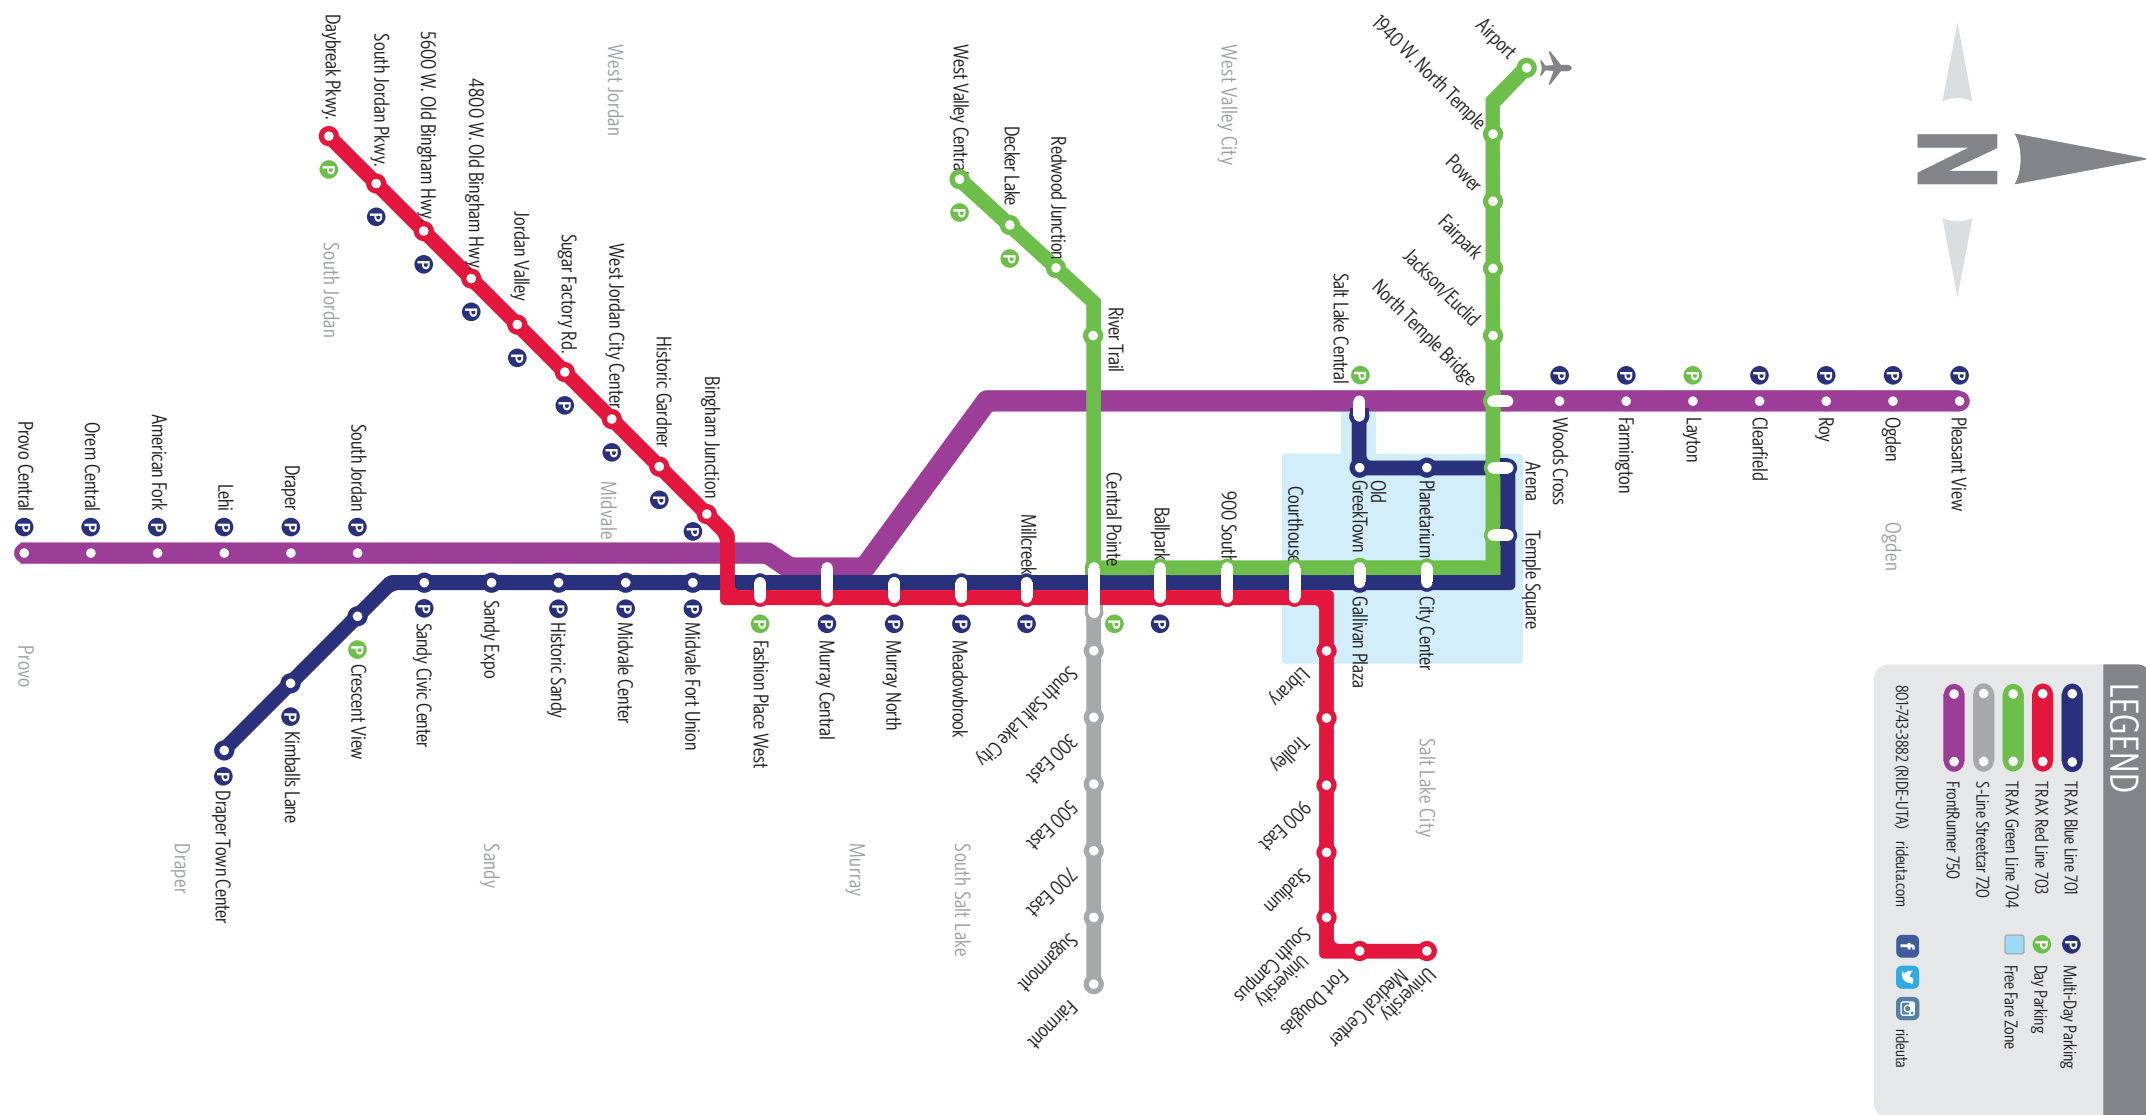 Airport
1940 W. North Temple
Power
Fairpark
Jackson/Euclid
North Temple Bridge
N
Pleasant View
P
Ogden
P
Roy
P
Clearfield
P
Layton
P
Farmington
P
Woods Cross
P
Ogden
Arena
Temple Square
Salt Lake Central
P
Old
GreekTown
Planetarium
City Center
Gallivan Plaza
Courthouse
900 South
Ballpark
P
Central Pointe
P
Millcreek
P
Meadowbrook
P
Murray North
P
Murray Central
P
Fashion Place West
P
Midvale Fort Union
P
Midvale Center
P
Historic Sandy
P
Sandy Expo
Sandy Civic Center
P
Crescent View
P
Kimballs Lane
P
Draper Town Center
P
West Valley City
West Valley Central
P
Decker Lake
P
Redwood Junction
River Trail
West Jordan
Daybreak Pkwy.
P
South Jordan Pkwy.
P
5600 W. Old Bingham Hwy.
P
4800 W. Old Bingham Hwy.
P
Jordan Valley
P
Sugar Factory Rd.
P
West Jordan City Center
P
Historic Gardner
P
Bingham Junction
P
South Jordan
Midvale
South Jordan
P
Draper
P
Lehi
P
American Fork
P
Orem Central
P
Provo Central
P
Provo
Draper
Sandy
Murray
South Salt Lake
Salt Lake City
South Salt Lake City
300 East
500 East
700 East
Sugarmont
Fairmont
Library
Trolley
900 East
Stadium
University
South Campus
Fort Douglas
University
Medical Center
LEGEND
TRAX Blue Line 701
TRAX Red Line 703
TRAX Green Line 704
S-Line Streetcar 720
FrontRunner 750
P Multi-Day Parking
P Day Parking
Free Fare Zone
801-743-3882 (RIDE-UTA) rideuta.com
f rideuta